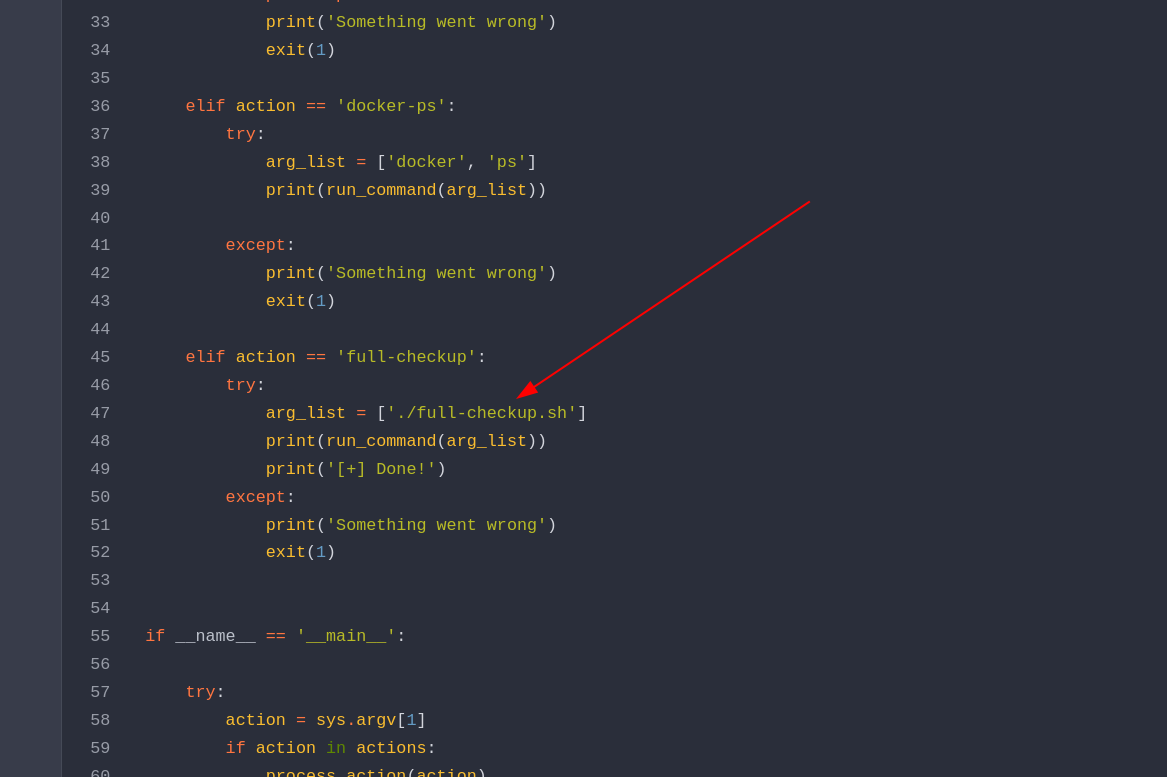 33 print('Something went wrong')
34 exit(1)
35
36 elif action == 'docker-ps':
37 try:
38 arg_list = ['docker', 'ps']
39 print(run_command(arg_list))
40
41 except:
42 print('Something went wrong')
43 exit(1)
44
45 elif action == 'full-checkup':
46 try:
47 arg_list = ['./full-checkup.sh']
48 print(run_command(arg_list))
49 print('[+] Done!')
50 except:
51 print('Something went wrong')
52 exit(1)
53
54
55 if __name__ == '__main__':
56
57 try:
58 action = sys.argv[1]
59 if action in actions:
60 process_action(action)